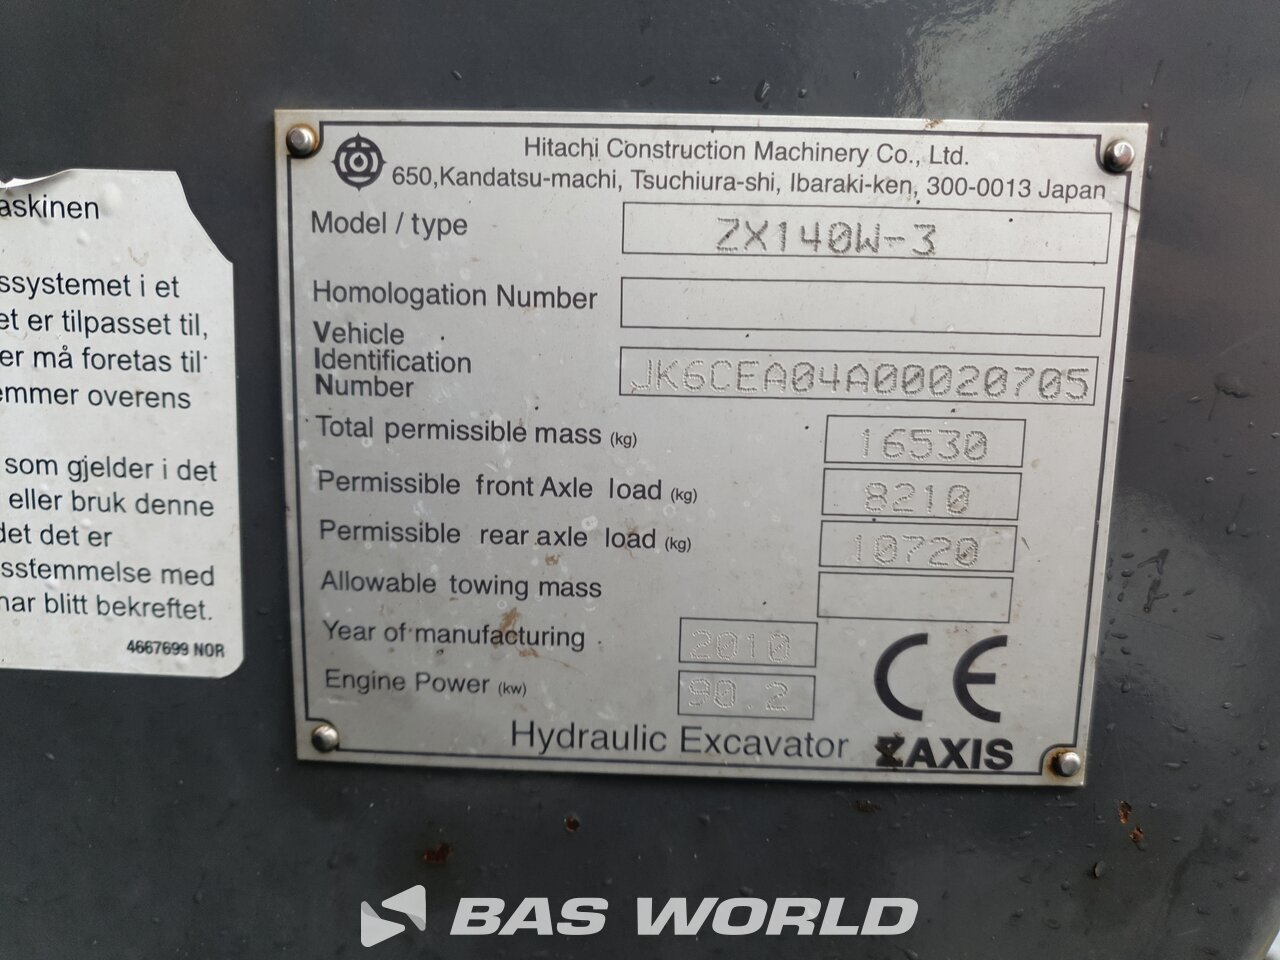 askinen
ssystemet i et
et er tilpasset til,
er må foretas til
emmer overens
som gjelder i det
eller bruk denne
det det er
sstemmelse med
nar blitt bekreftet.
4667699 NOR
Hitachi Construction Machinery Co., Ltd.
650,Kandatsu-machi, Tsuchiura-shi, Ibaraki-ken, 300-0013 Japan
Model / type ZX140W-3
Homologation Number
Vehicle
Identification
Number JK6CEA04A00020705
Total permissible mass (kg) 16530
Permissible front Axle load (kg) 8210
Permissible rear axle load (kg) 10720
Allowable towing mass
Year of manufacturing 2010
Engine Power (kw) 90.2
CE
Hydraulic Excavator ZAXIS
BAS WORLD